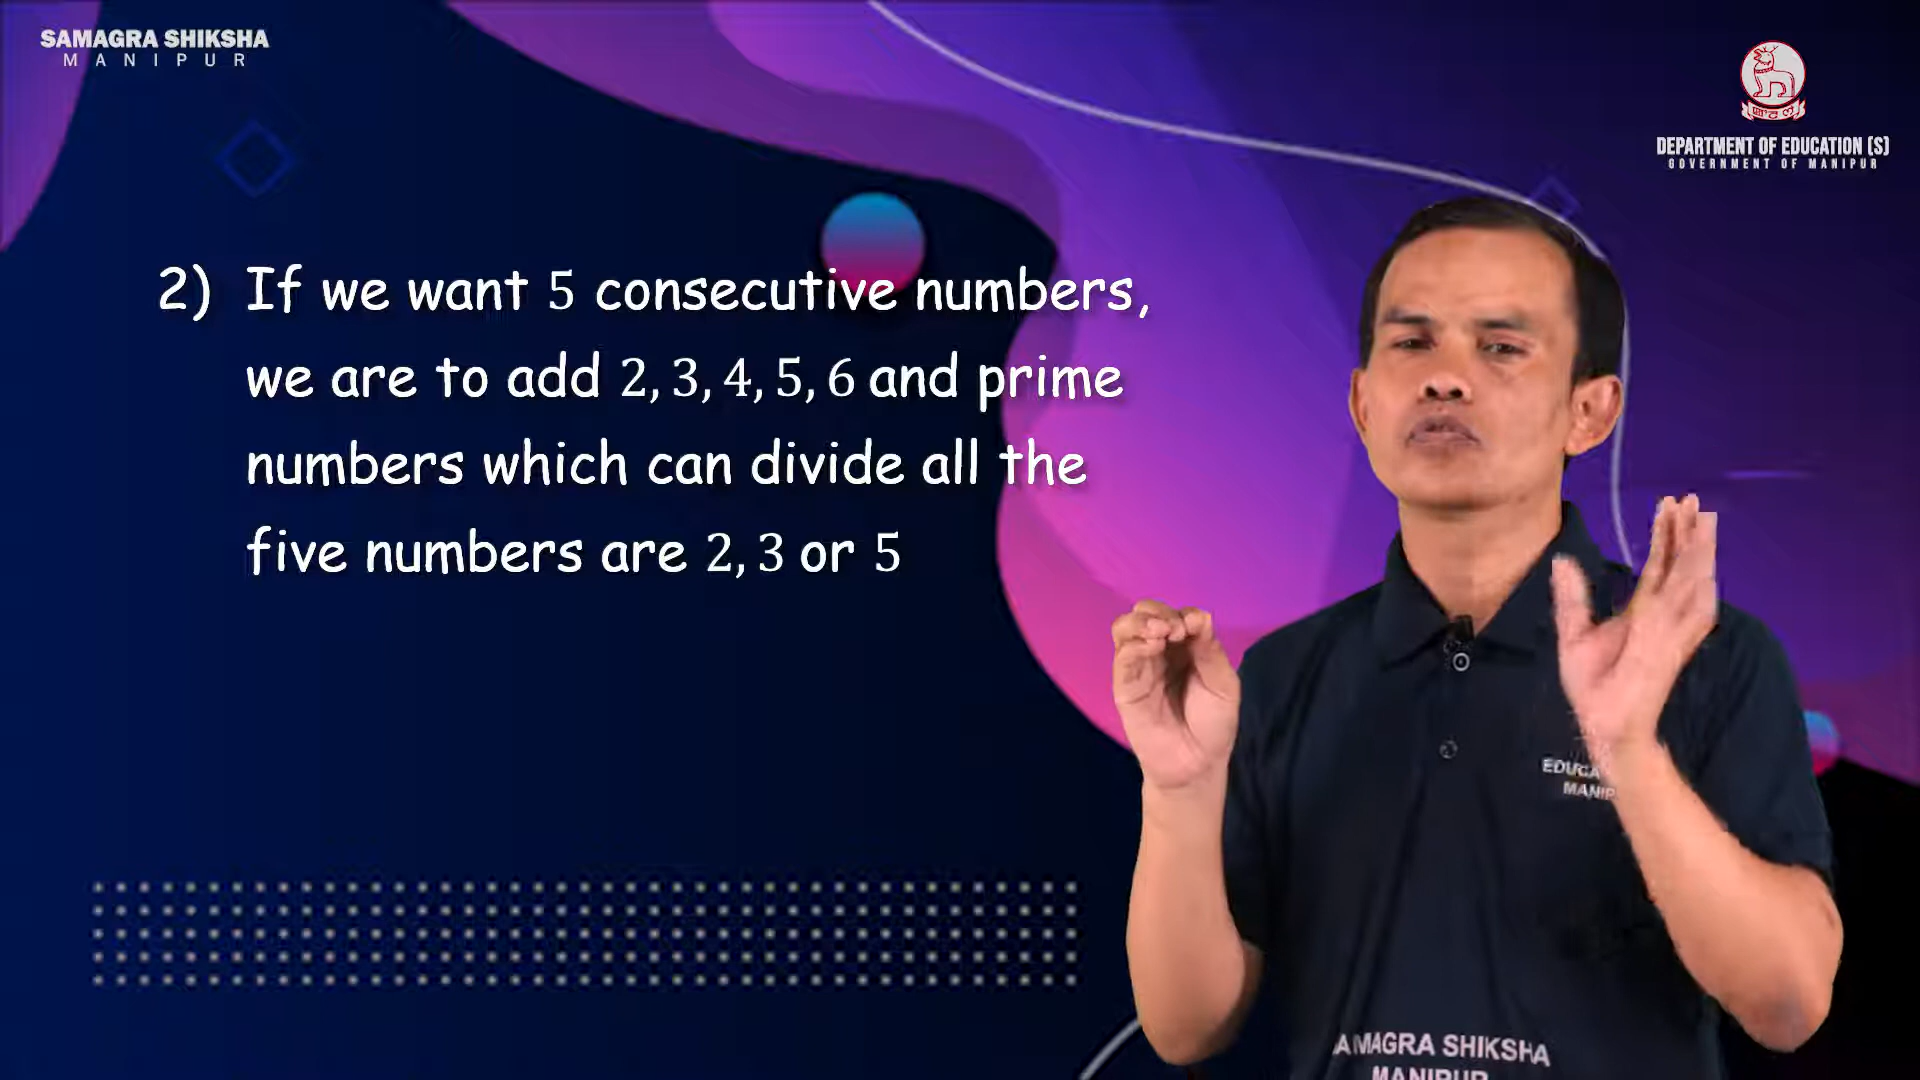 SAMAGRA SHIKSHA
MANIPUR
DEPARTMENT OF EDUCATION (S)
GOVERNMENT OF MANIPUR
2) If we want 5 consecutive numbers,
we are to add 2, 3, 4, 5, 6 and prime
numbers which can divide all the
five numbers are 2, 3 or 5
SAMAGRA SHIKSHA
MANIPUR